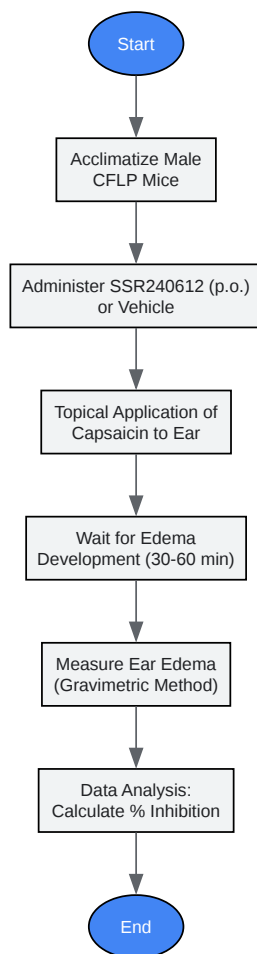 Start
Acclimatize Male
CFLP Mice
Administer SSR240612 (p.o.)
or Vehicle
Topical Application of
Capsaicin to Ear
Wait for Edema
Development (30-60 min)
Measure Ear Edema
(Gravimetric Method)
Data Analysis:
Calculate % Inhibition
End